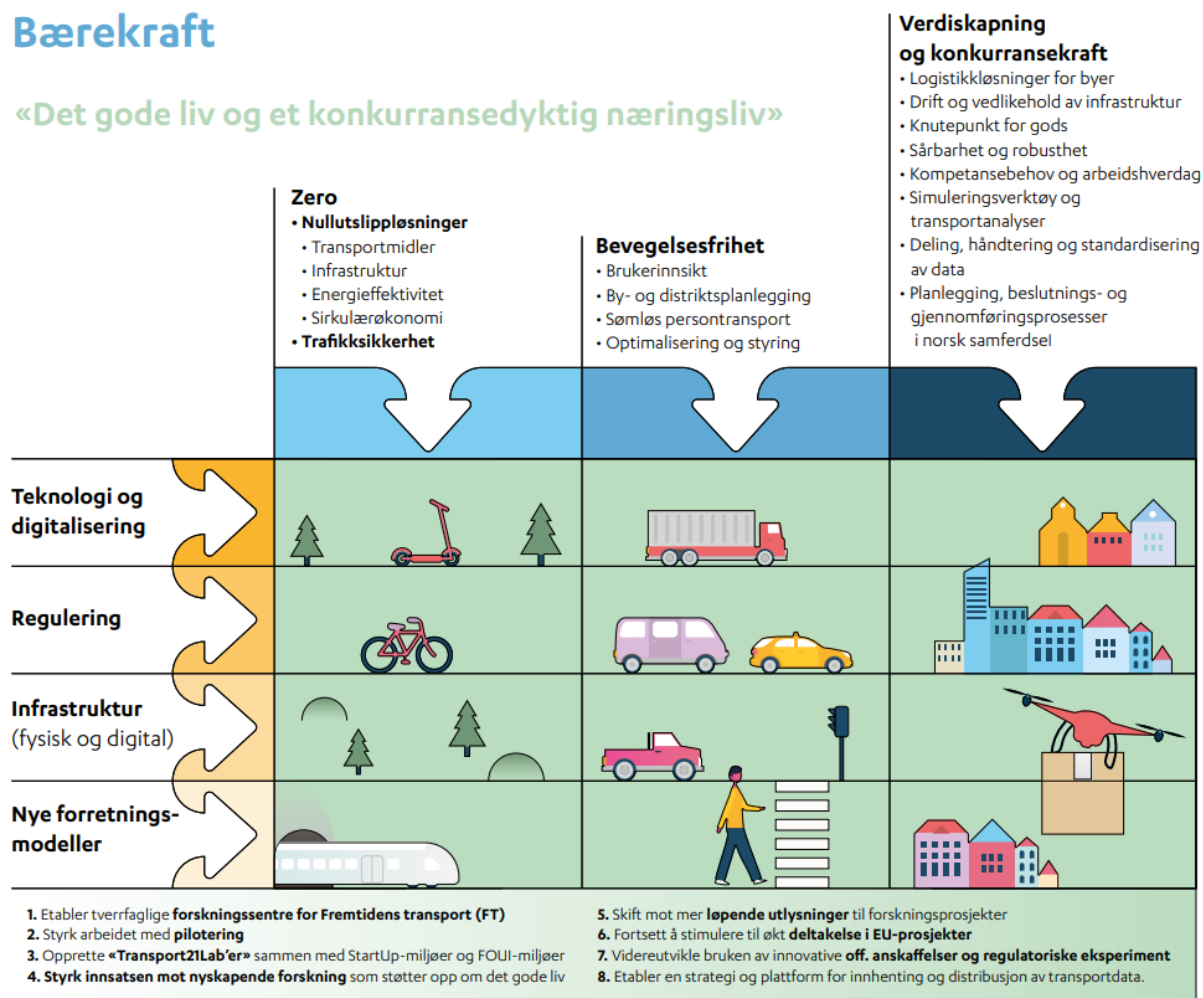 Bærekraft
«Det gode liv og et konkurransedyktig næringsliv»
Zero
• Nullutslippløsninger
• Transportmidler
• Infrastruktur
• Energieffektivitet
• Sirkulærøkonomi
• Trafikksikkerhet
Bevegelsesfrihet
• Brukerinnsikt
• By- og distriktsplanlegging
• Sømløs persontransport
• Optimalisering og styring
Verdiskapning
og konkurransekraft
• Logistikkløsninger for byer
• Drift og vedlikehold av infrastruktur
• Knutepunkt for gods
• Sårbarhet og robusthet
• Kompetansebehov og arbeidshverdag
• Simuleringsverktøy og
transportanalyser
• Deling, håndtering og standardisering
av data
• Planlegging, beslutnings- og
gjennomføringsprosesser
i norsk samferdsel
Teknologi og
digitalisering
Regulering
Infrastruktur
(fysisk og digital)
Nye forretnings-
modeller
1. Etabler tverrfaglige forskningssentre for Fremtidens transport (FT)
2. Styrk arbeidet med pilotering
3. Opprette «Transport21Lab'er» sammen med StartUp-miljøer og FOUI-miljøer
4. Styrk innsatsen mot nyskapende forskning som støtter opp om det gode liv
5. Skift mot mer løpende utlysninger til forskningsprosjekter
6. Fortsett å stimulere til økt deltakelse i EU-prosjekter
7. Videreutvikle bruken av innovative off. anskaffelser og regulatoriske eksperiment
8. Etabler en strategi og plattform for innhenting og distribusjon av transportdata.